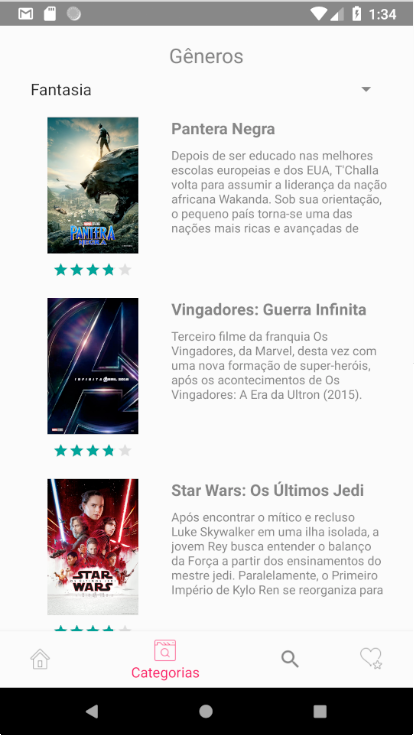 1:34
Gêneros
Fantasia
Pantera Negra
Depois de ser educado nas melhores
escolas europeias e dos EUA, T'Challa
volta para assumir a liderança da nação
africana Wakanda. Sob sua orientação,
o pequeno país torna-se uma das
nações mais ricas e avançadas de
PANTERA
NEGRA
Vingadores: Guerra Infinita
Terceiro filme da franquia Os
Vingadores, da Marvel, desta vez com
uma nova formação de super-heróis,
após os acontecimentos de Os
Vingadores: A Era da Ultron (2015).
Star Wars: Os Últimos Jedi
Após encontrar o mítico e recluso
Luke Skywalker em uma ilha isolada, a
jovem Rey busca entender o balanço
da Força a partir dos ensinamentos do
mestre jedi. Paralelamente, o Primeiro
Império de Kylo Ren se reorganiza para
STAR
WARS
Categorias